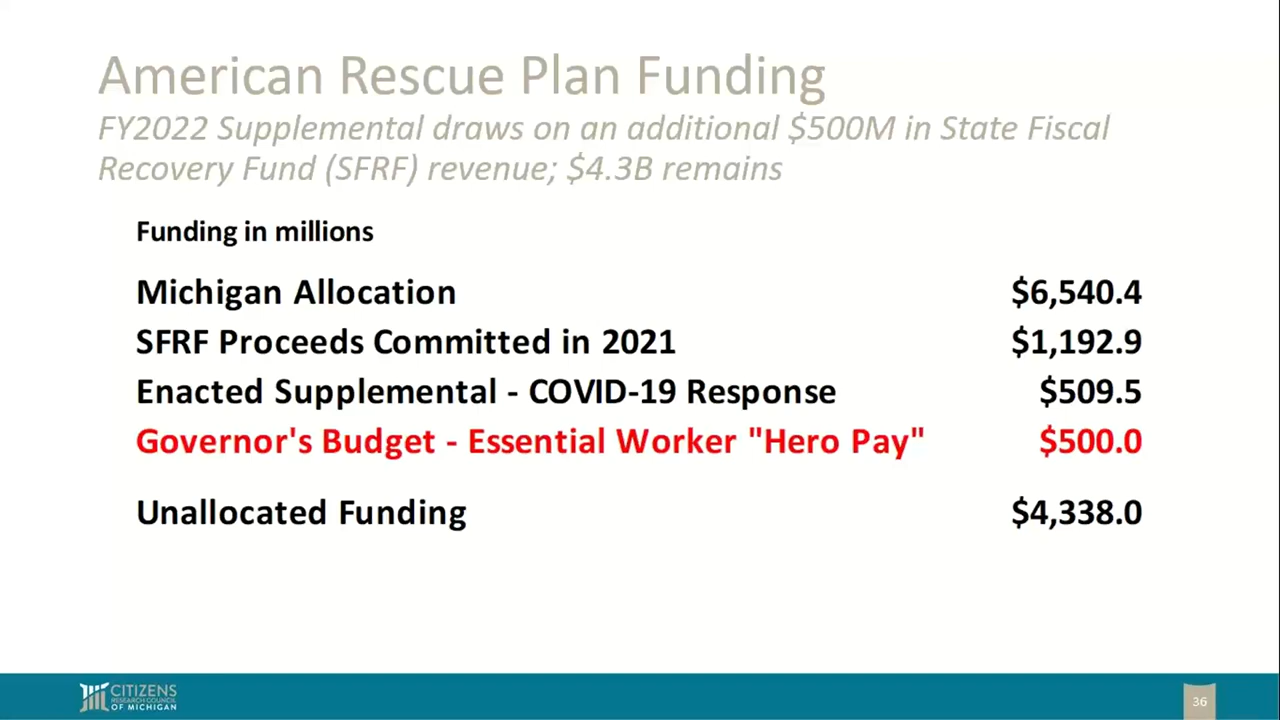 American Rescue Plan Funding
FY2022 Supplemental draws on an additional $500M in State Fiscal
Recovery Fund (SFRF) revenue; $4.3B remains
Funding in millions
Michigan Allocation $6,540.4
SFRF Proceeds Committed in 2021 $1,192.9
Enacted Supplemental - COVID-19 Response $509.5
Governor's Budget - Essential Worker "Hero Pay" $500.0
Unallocated Funding $4,338.0
CITIZENS
RESEARCH COUNCIL
OF MICHIGAN
36